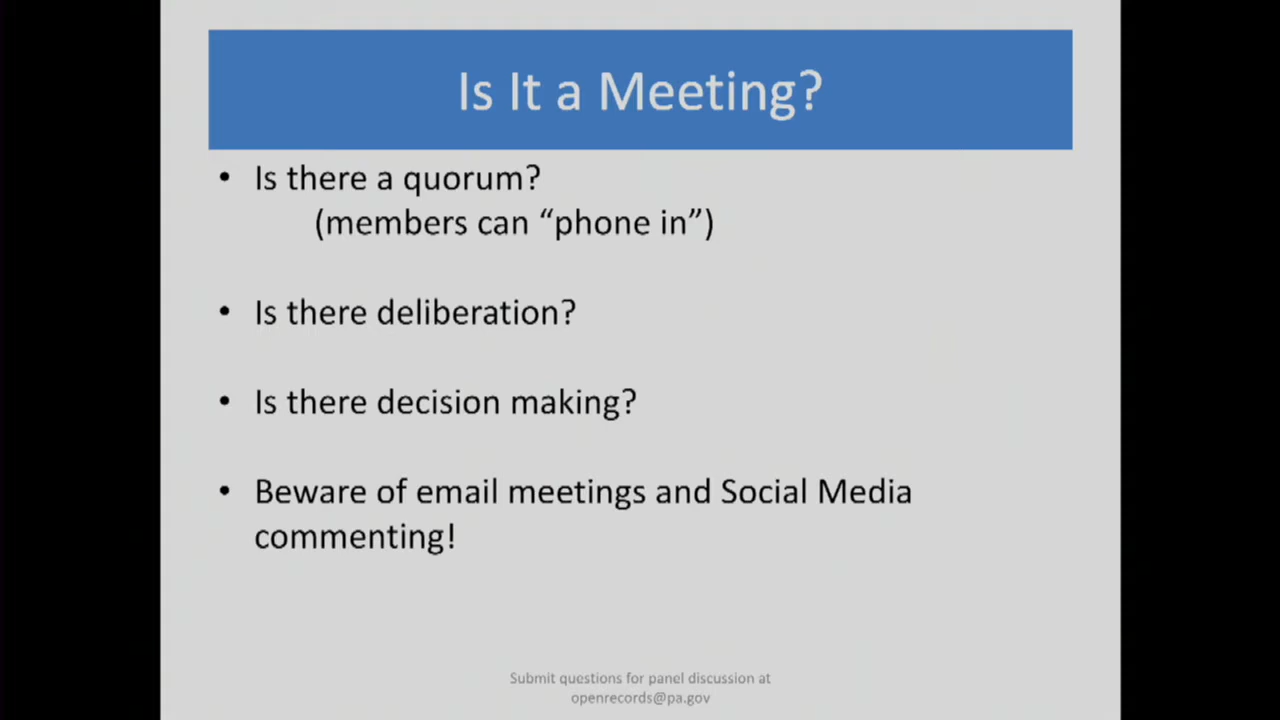 Is It a Meeting?
• Is there a quorum?
(members can “phone in”)
• Is there deliberation?
• Is there decision making?
• Beware of email meetings and Social Media
commenting!
Submit questions for panel discussion at
openrecords@pa.gov